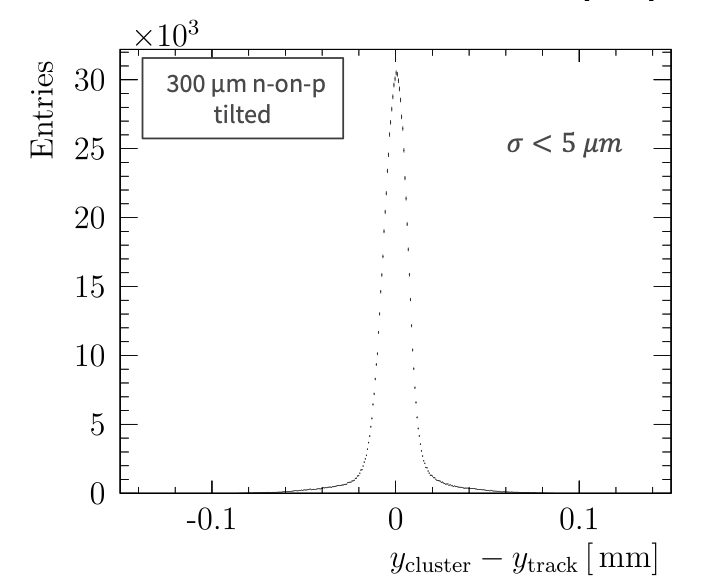 ×10³
Entries
30
25
20
15
10
5
0
300 μm n-on-p
tilted
σ < 5 μm
-0.1
0
0.1
y_cluster − y_track [mm]